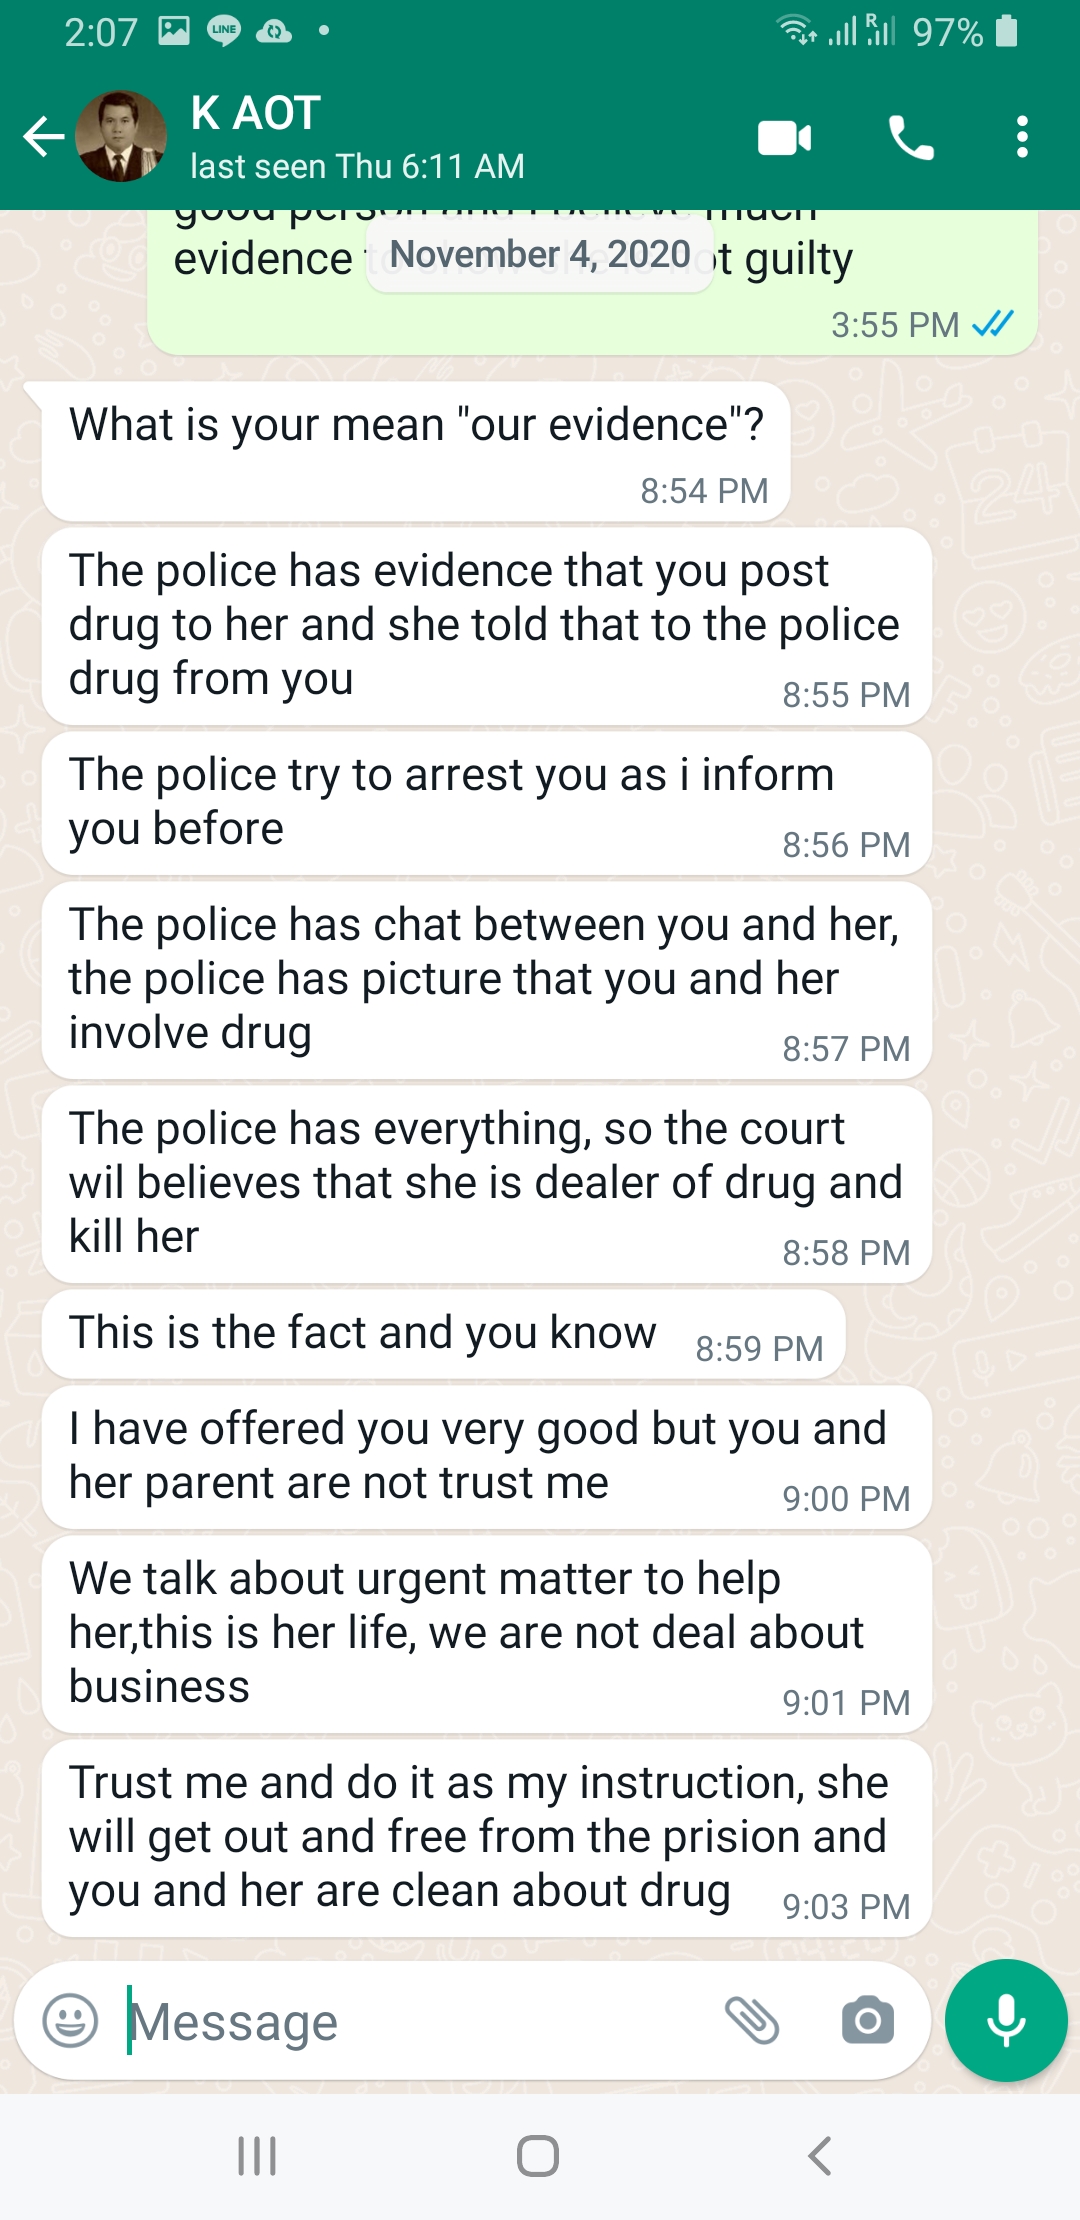 2:07 LINE R 97%
K AOT
last seen Thu 6:11 AM
good person and I believe much
evidence t November 4, 2020 ot guilty
3:55 PM
What is your mean "our evidence"?
8:54 PM
The police has evidence that you post
drug to her and she told that to the police
drug from you 8:55 PM
The police try to arrest you as i inform
you before 8:56 PM
The police has chat between you and her,
the police has picture that you and her
involve drug 8:57 PM
The police has everything, so the court
wil believes that she is dealer of drug and
kill her 8:58 PM
This is the fact and you know 8:59 PM
I have offered you very good but you and
her parent are not trust me 9:00 PM
We talk about urgent matter to help
her,this is her life, we are not deal about
business 9:01 PM
Trust me and do it as my instruction, she
will get out and free from the prision and
you and her are clean about drug 9:03 PM
Message